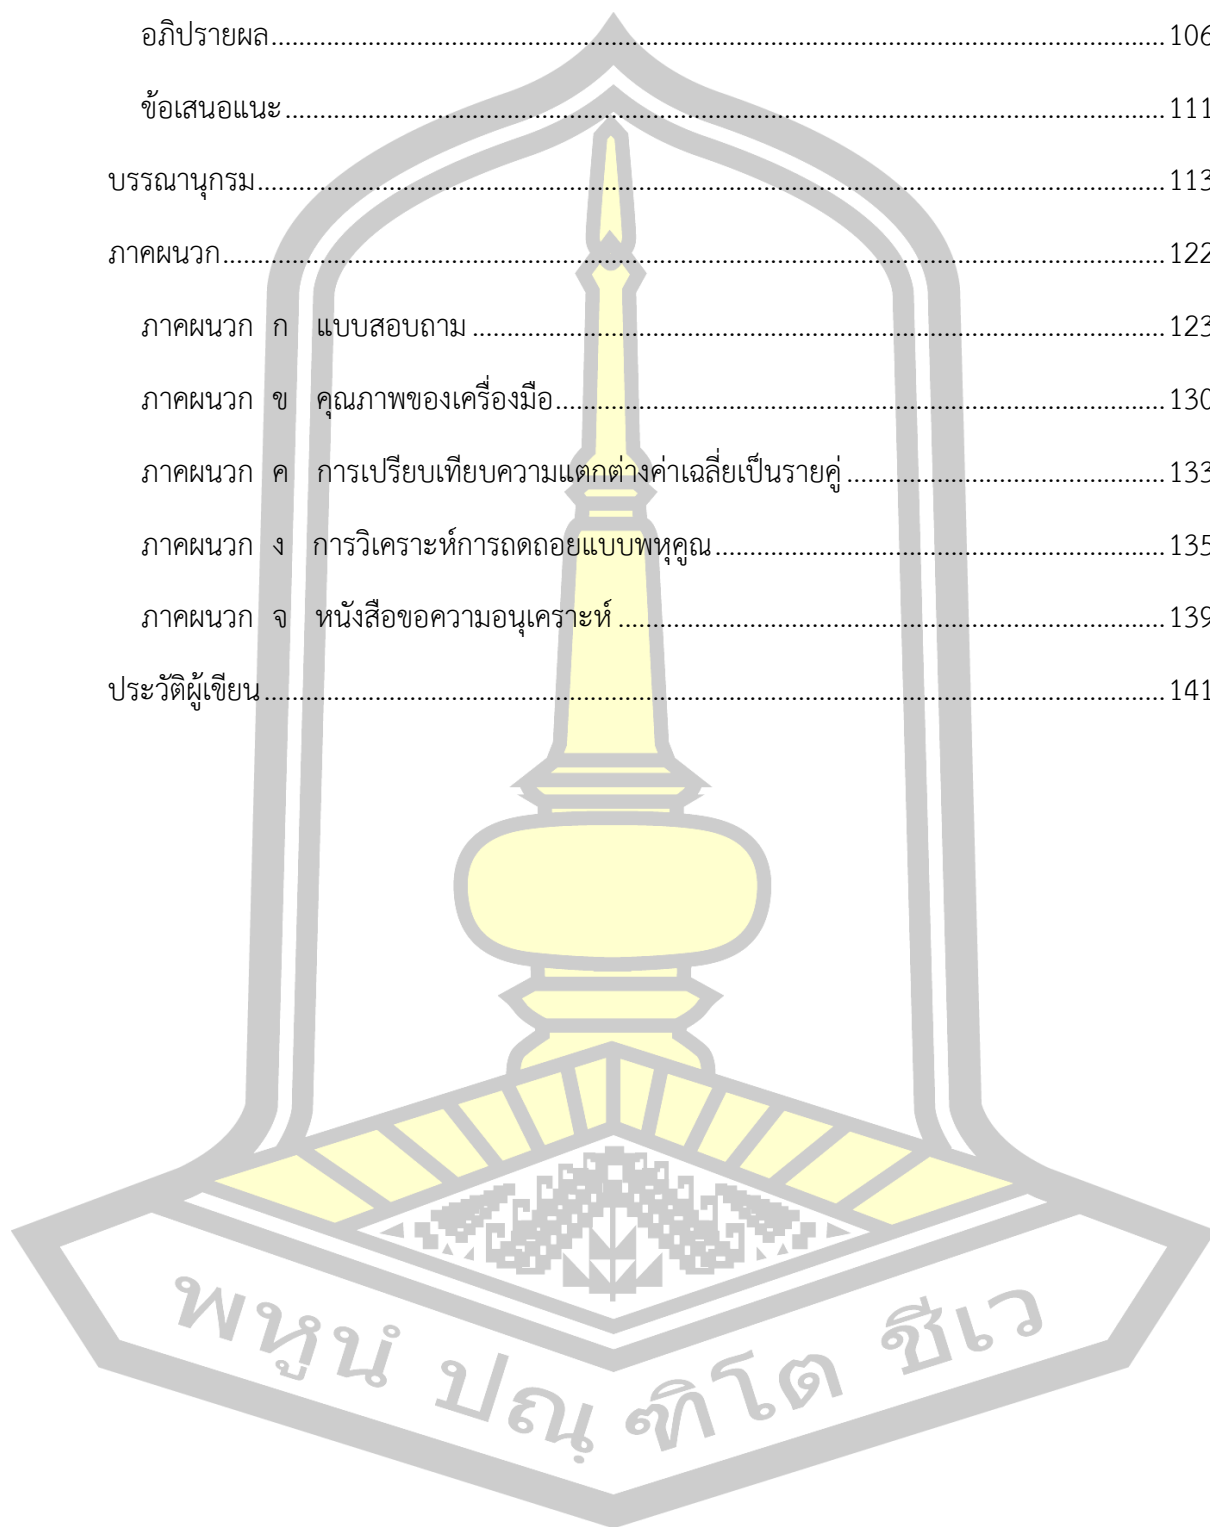 อภิปรายผล 106
ข้อเสนอแนะ 111
บรรณานุกรม 113
ภาคผนวก 122
ภาคผนวก ก แบบสอบถาม 123
ภาคผนวก ข คุณภาพของเครื่องมือ 130
ภาคผนวก ค การเปรียบเทียบความแตกต่างค่าเฉลี่ยเป็นรายคู่ 133
ภาคผนวก ง การวิเคราะห์การถดถอยแบบพหุคูณ 135
ภาคผนวก จ หนังสือขอความอนุเคราะห์ 139
ประวัติผู้เขียน 141
พหูนํ ปณฺฑิโต ชีเว